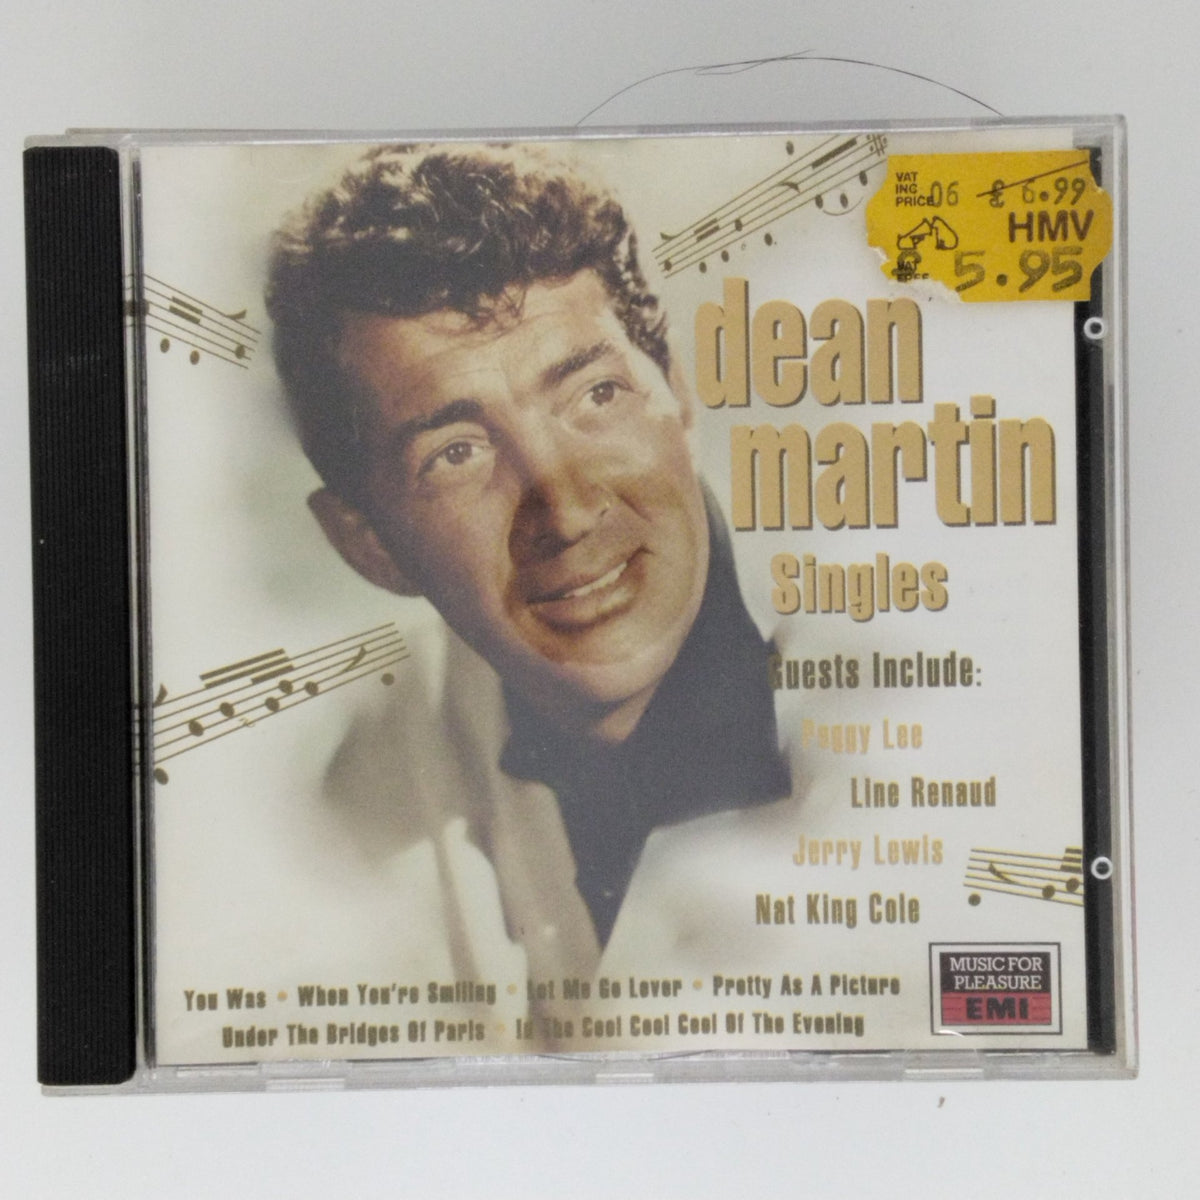 VAT
INC
PRICE
06 £ 6.99
HMV
VAT
FREE
£ 5.95
dean
martin
Singles
Guests Include:
Peggy Lee
Line Renaud
Jerry Lewis
Nat King Cole
MUSIC FOR
PLEASURE
EMI
You Was • When You're Smiling • Let Me Go Lover • Pretty As A Picture
Under The Bridges Of Paris • In The Cool Cool Cool Of The Evening